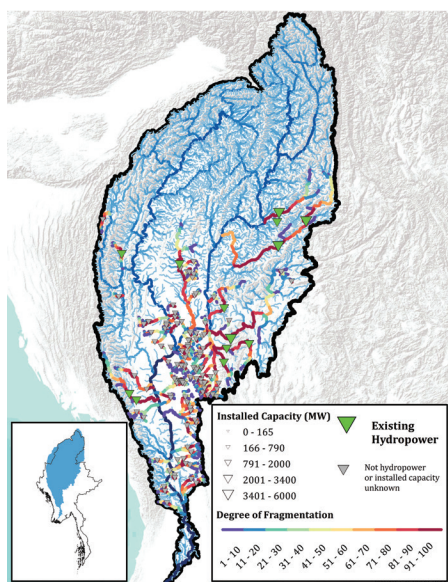 Installed Capacity (MW)
0 - 165
166 - 790
791 - 2000
2001 - 3400
3401 - 6000
Existing
Hydropower
Not hydropower
or installed capacity
unknown
Degree of Fragmentation
1 - 10
11 - 20
21 - 30
31 - 40
41 - 50
51 - 60
61 - 70
71 - 80
81 - 90
91 - 100